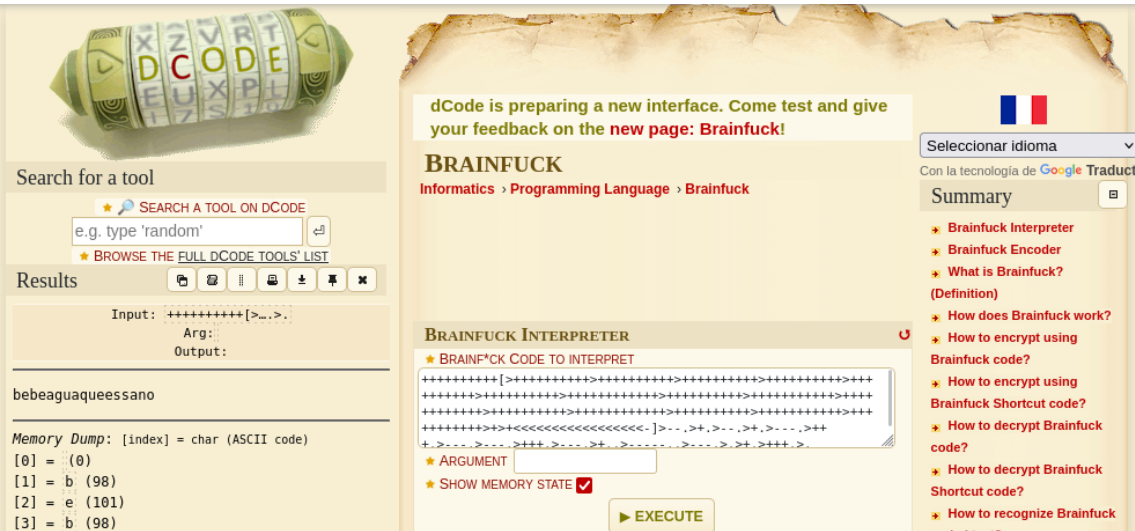 DCODE
Search for a tool
SEARCH A TOOL ON DCODE
e.g. type 'random'
BROWSE THE FULL DCODE TOOLS' LIST
Results
Input: ++++++++++[>….>.
Arg:
Output:
bebeaguaqueessano
Memory Dump: [index] = char (ASCII code)
[0] = (0)
[1] = b (98)
[2] = e (101)
[3] = b (98)
dCode is preparing a new interface. Come test and give
your feedback on the new page: Brainfuck!
BRAINFUCK
Informatics › Programming Language › Brainfuck
BRAINFUCK INTERPRETER
BRAINF*CK CODE TO INTERPRET
++++++++++[>++++++++++>++++++++++>++++++++++>++++++++++>+++
+++++++>++++++++++>++++++++++++>+++++++++++>+++++++++++>++++
++++++++>++++++++++>++++++++++++>+++++++++++>+++++++++++>+++
++++++++>+>+<<<<<<<<<<<<<<<<<-]>--.>+.>--.>+.>---.>++
+.>---.>---.>+++.>---.>+..>-----..>---.>.>+.>+++.>.
ARGUMENT
SHOW MEMORY STATE
▶ EXECUTE
Seleccionar idioma
Con la tecnología de Google Traduct
Summary
Brainfuck Interpreter
Brainfuck Encoder
What is Brainfuck?
(Definition)
How does Brainfuck work?
How to encrypt using
Brainfuck code?
How to encrypt using
Brainfuck Shortcut code?
How to decrypt Brainfuck
code?
How to decrypt Brainfuck
Shortcut code?
How to recognize Brainfuck